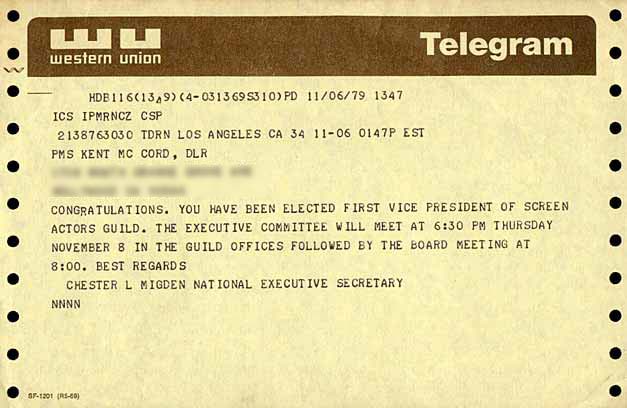 western union
Telegram
HDB116(1349)(4-031369S310)PD 11/06/79 1347
ICS IPMRNCZ CSP
2138763030 TDRN LOS ANGELES CA 34 11-06 0147P EST
PMS KENT MC CORD, DLR
CONGRATULATIONS. YOU HAVE BEEN ELECTED FIRST VICE PRESIDENT OF SCREEN
ACTORS GUILD. THE EXECUTIVE COMMITTEE WILL MEET AT 6:30 PM THURSDAY
NOVEMBER 8 IN THE GUILD OFFICES FOLLOWED BY THE BOARD MEETING AT
8:00. BEST REGARDS
CHESTER L MIGDEN NATIONAL EXECUTIVE SECRETARY
NNNN
SF-1201 (R5-69)